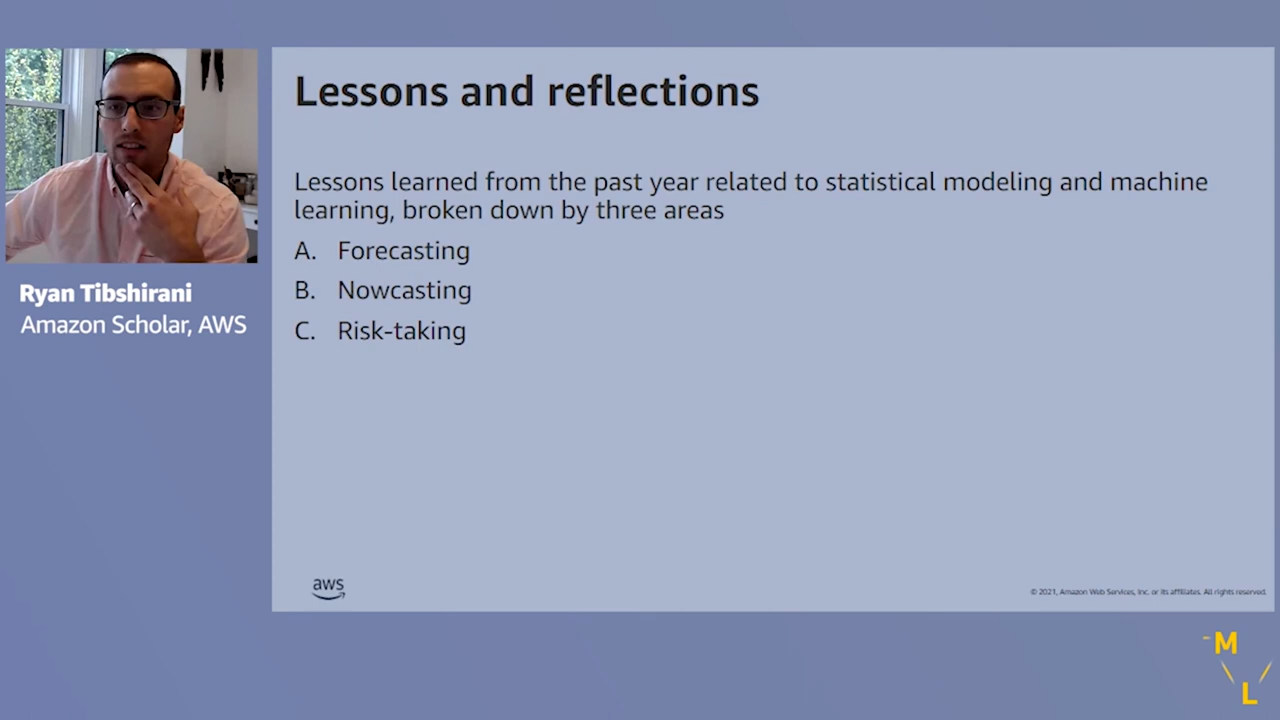 Lessons and reflections
Lessons learned from the past year related to statistical modeling and machine
learning, broken down by three areas
A. Forecasting
B. Nowcasting
C. Risk-taking
Ryan Tibshirani
Amazon Scholar, AWS
aws
© 2021, Amazon Web Services, Inc. or its affiliates. All rights reserved.
M
L